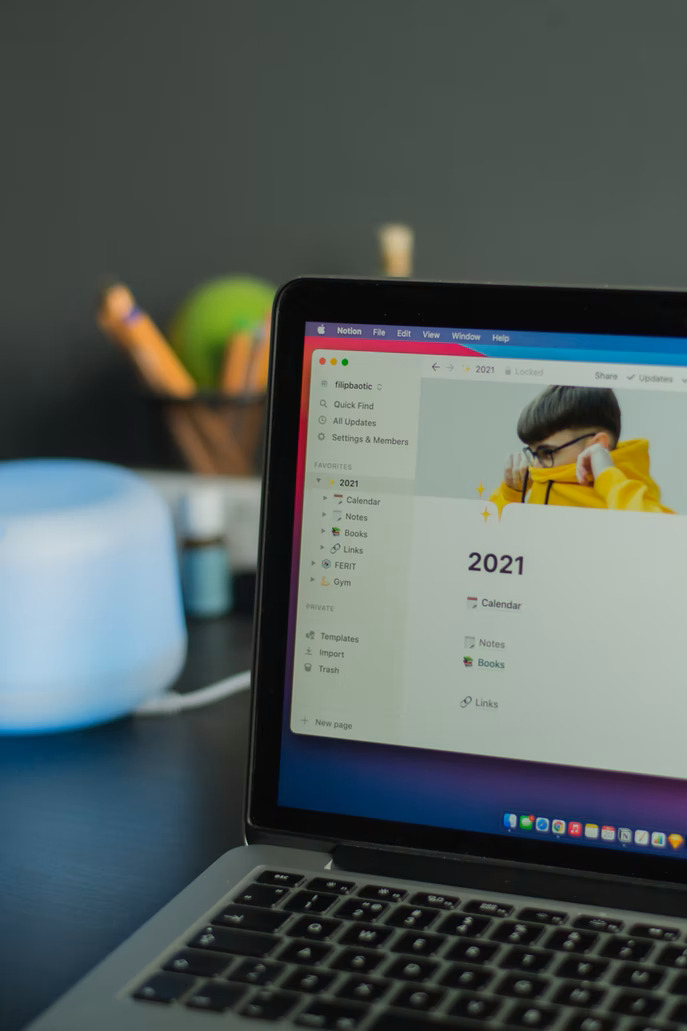 Notion File Edit View Window Help
filipbaotic
Quick Find
All Updates
Settings & Members
FAVORITES
2021
Calendar
Notes
Books
Links
FERIT
Gym
PRIVATE
Templates
Import
Trash
New page
2021 Locked Share Updates
2021
Calendar
Notes
Books
Links
esc